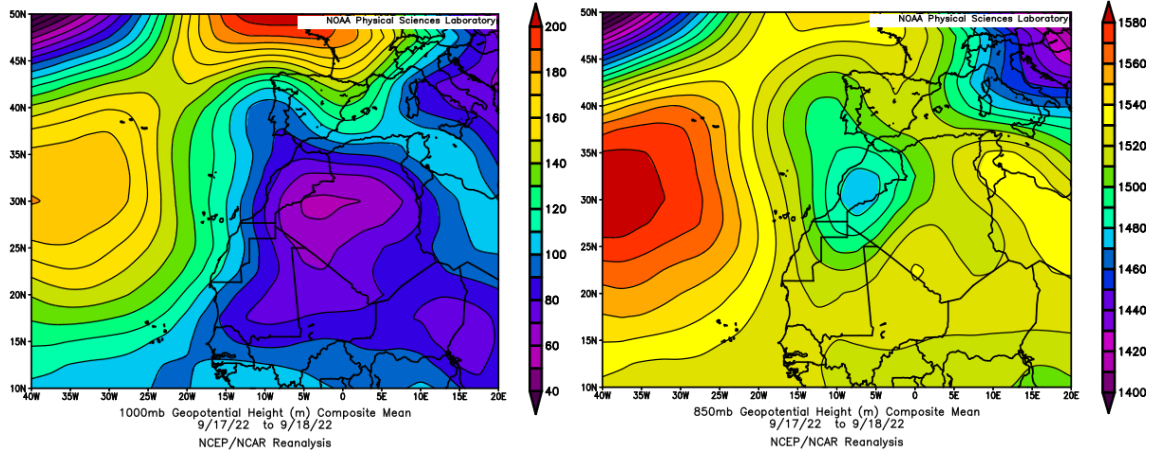 NOAA Physical Sciences Laboratory
50N
45N
40N
35N
30N
25N
20N
15N
10N
40W 35W 30W 25W 20W 15W 10W 5W 0 5E 10E 15E 20E
200
180
160
140
120
100
80
60
40
1000mb Geopotential Height (m) Composite Mean
9/17/22 to 9/18/22
NCEP/NCAR Reanalysis
NOAA Physical Sciences Laboratory
50N
45N
40N
35N
30N
25N
20N
15N
10N
40W 35W 30W 25W 20W 15W 10W 5W 0 5E 10E 15E 20E
1580
1560
1540
1520
1500
1480
1460
1440
1420
1400
850mb Geopotential Height (m) Composite Mean
9/17/22 to 9/18/22
NCEP/NCAR Reanalysis